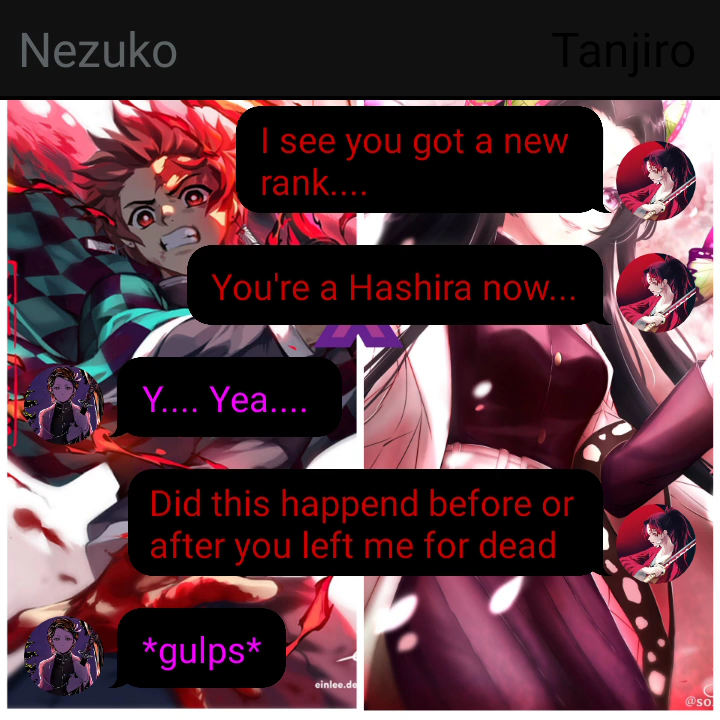 Nezuko
Tanjiro
I see you got a new
rank....
You're a Hashira now...
Y.... Yea....
Did this happend before or
after you left me for dead
*gulps*
einlee.de